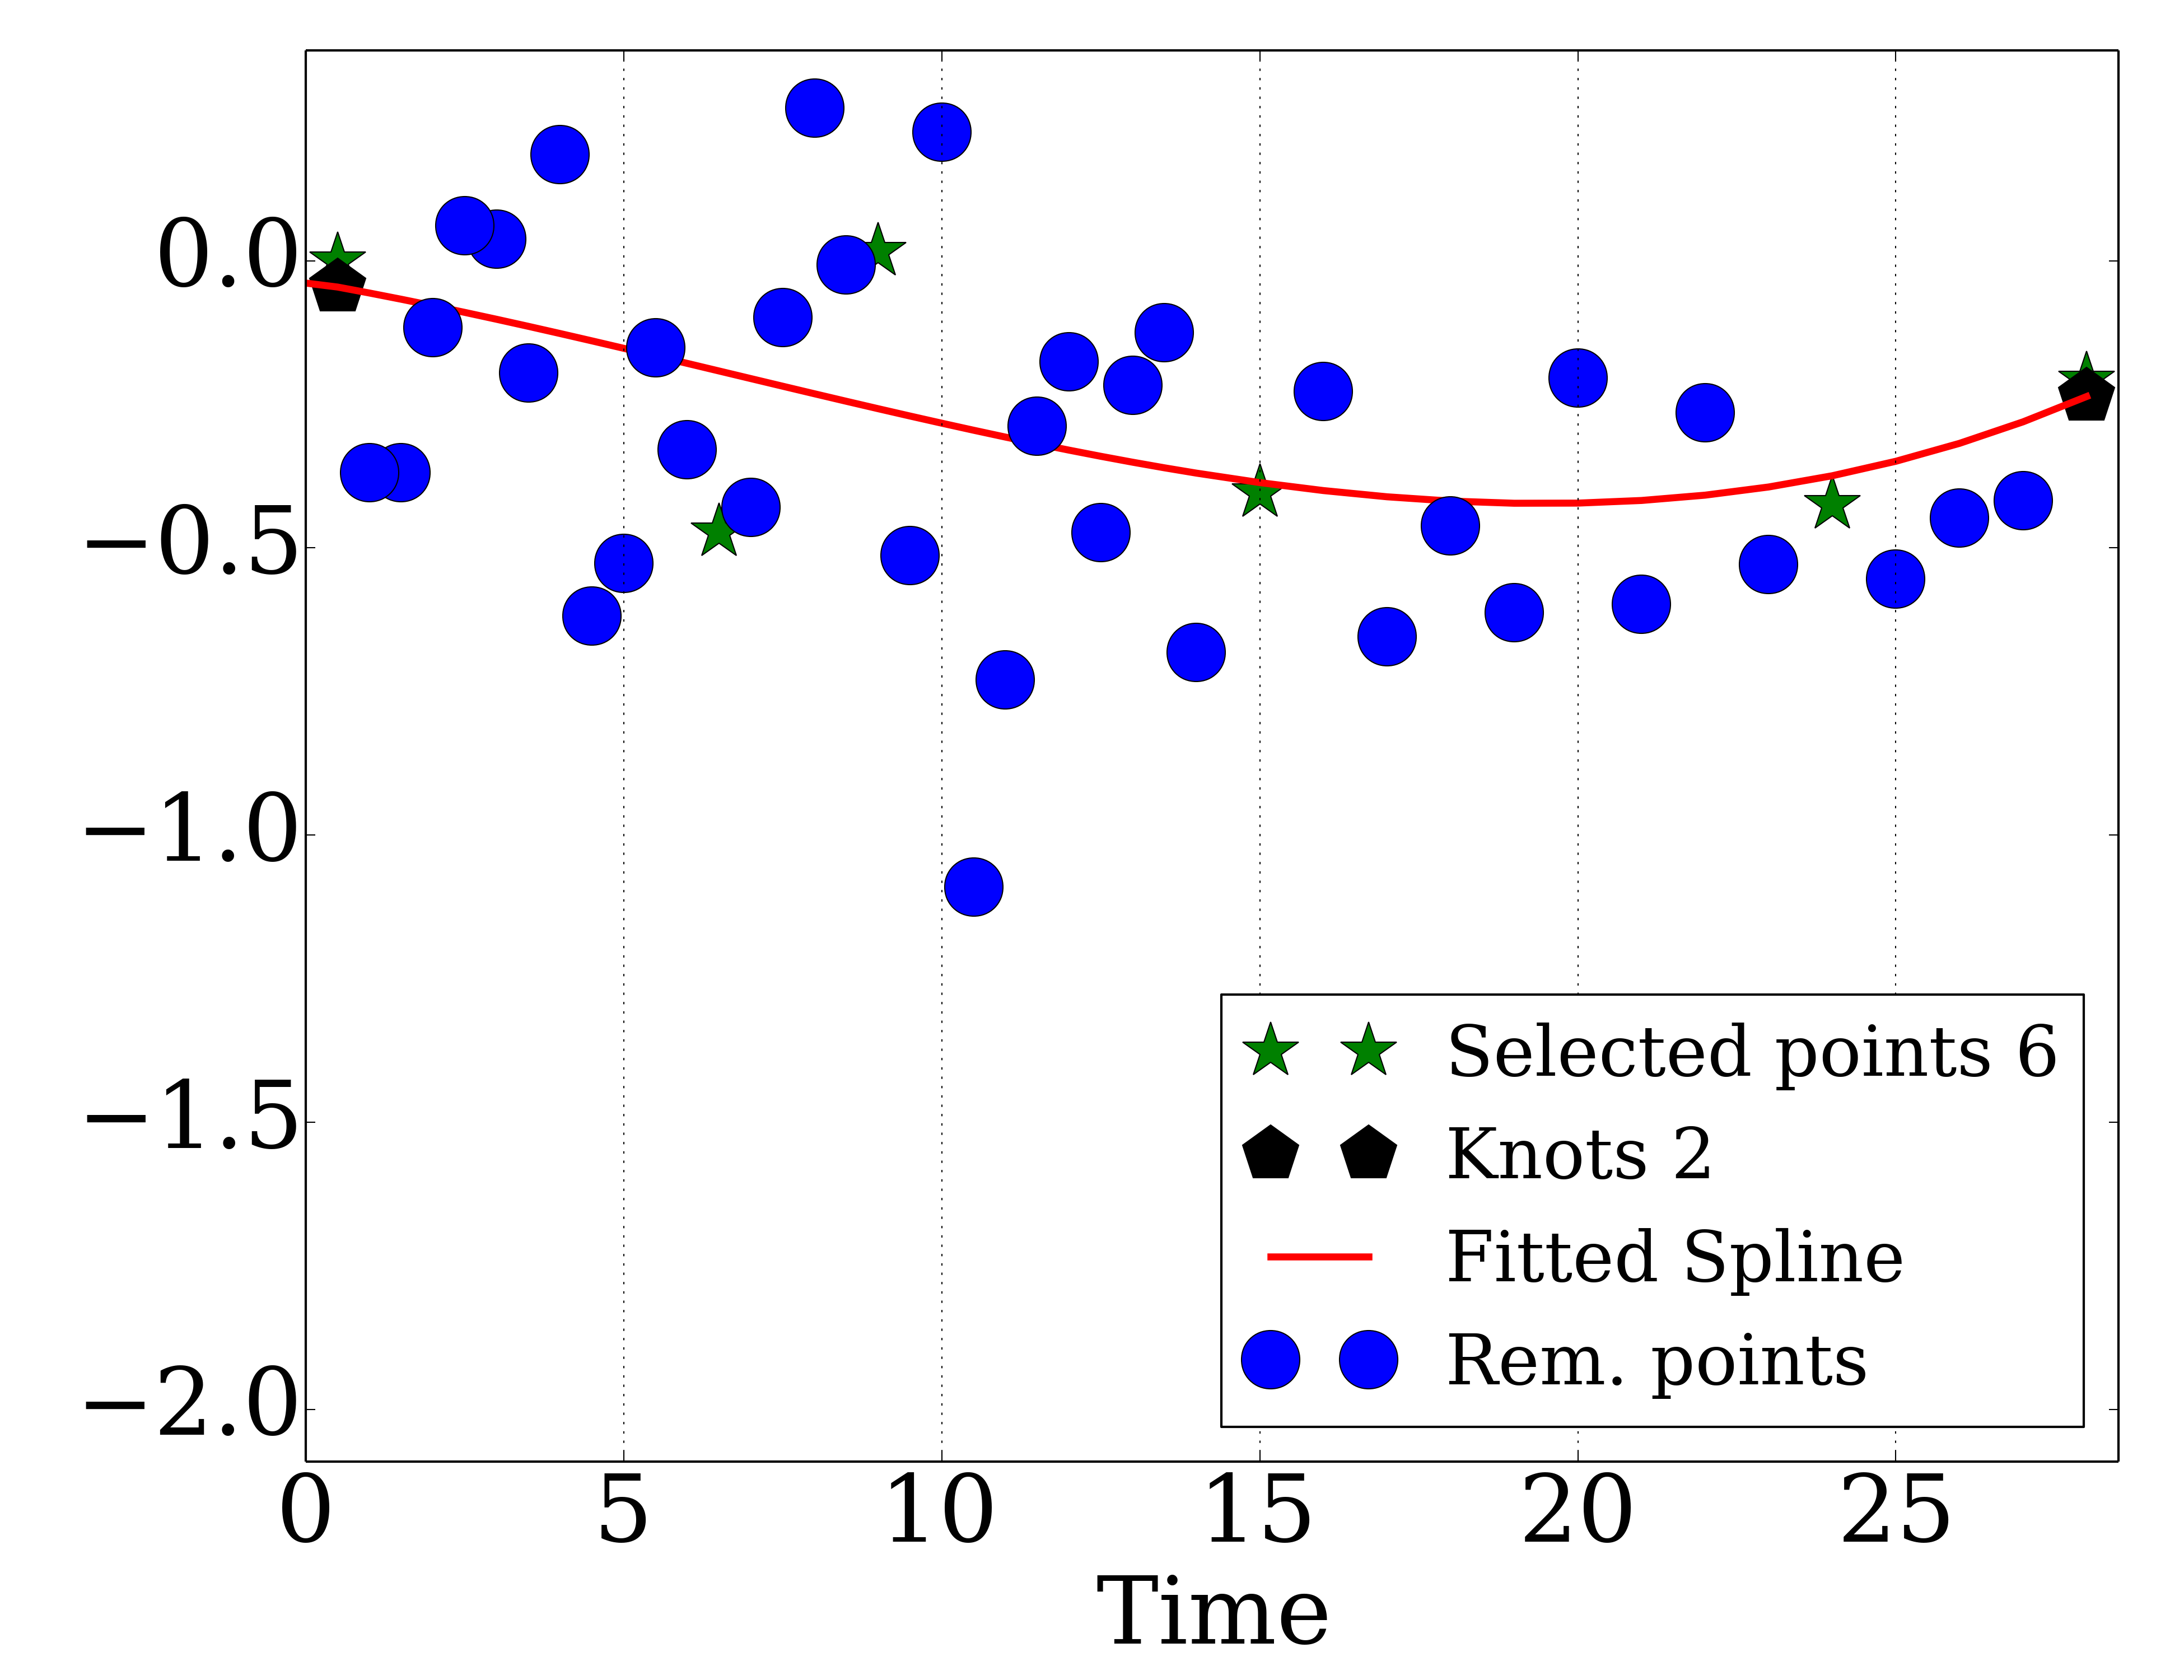 0.0
−0.5
−1.0
−1.5
−2.0
Selected points 6
Knots 2
Fitted Spline
Rem. points
0 5 10 15 20 25
Time